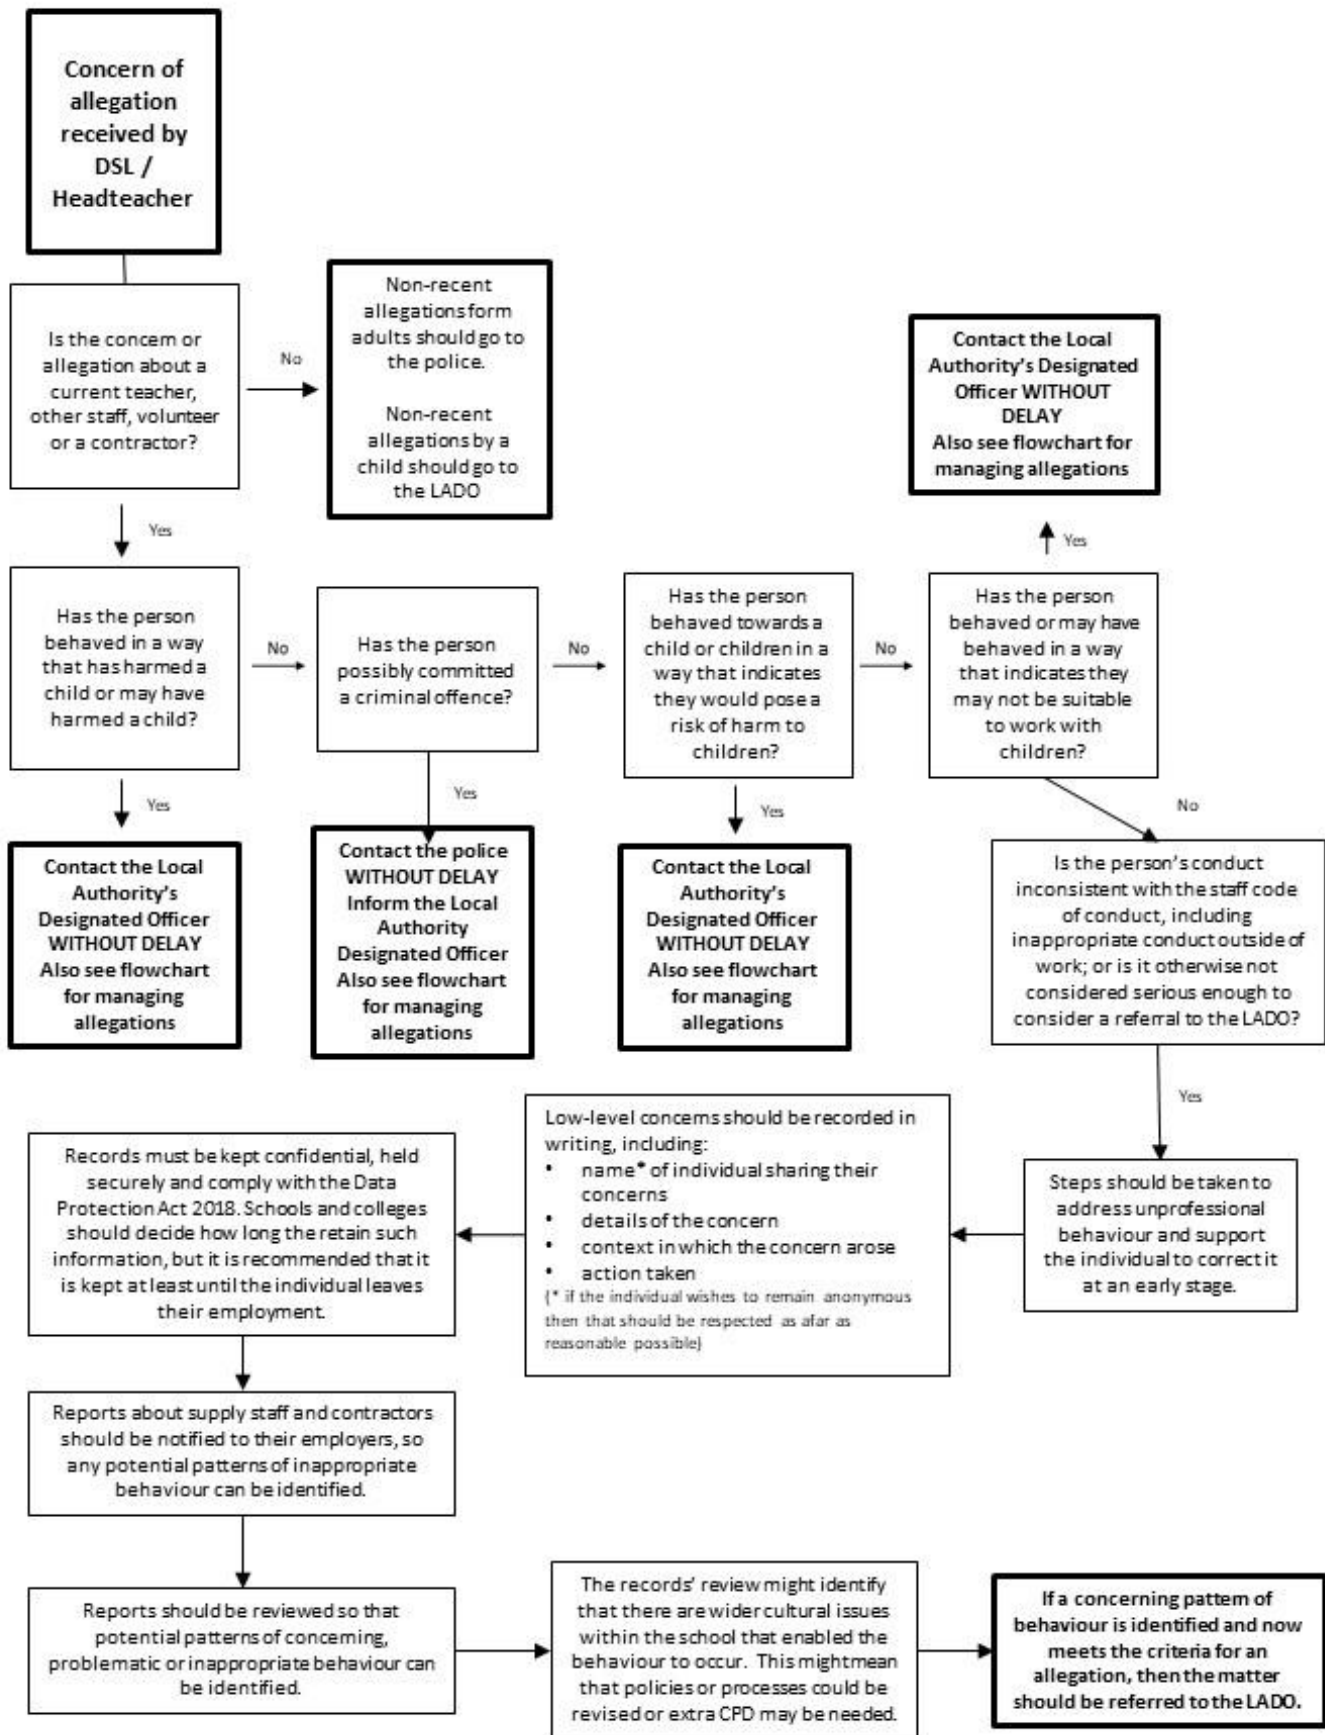 Concern of
allegation
received by
DSL /
Headteacher
Is the concern or
allegation about a
current teacher,
other staff, volunteer
or a contractor?
No
Non-recent
allegations form
adults should go to
the police.
Non-recent
allegations by a
child should go to
the LADO
Contact the Local
Authority's Designated
Officer WITHOUT
DELAY
Also see flowchart for
managing allegations
Yes
Yes
Has the person
behaved in a way
that has harmed a
child or may have
harmed a child?
No
Has the person
possibly committed
a criminal offence?
No
Has the person
behaved towards a
child or children in a
way that indicates
they would pose a
risk of harm to
children?
No
Has the person
behaved or may have
behaved in a way
that indicates they
may not be suitable
to work with
children?
Yes
Yes
Yes
No
Contact the Local
Authority's
Designated Officer
WITHOUT DELAY
Also see flowchart
for managing
allegations
Contact the police
WITHOUT DELAY
Inform the Local
Authority
Designated Officer
Also see flowchart
for managing
allegations
Contact the Local
Authority's
Designated Officer
WITHOUT DELAY
Also see flowchart
for managing
allegations
Is the person's conduct
inconsistent with the staff code
of conduct, including
inappropriate conduct outside of
work; or is it otherwise not
considered serious enough to
consider a referral to the LADO?
Yes
Steps should be taken to
address unprofessional
behaviour and support
the individual to correct it
at an early stage.
Low-level concerns should be recorded in
writing, including:
• name* of individual sharing their
concerns
• details of the concern
• context in which the concern arose
• action taken
(* if the individual wishes to remain anonymous
then that should be respected as afar as
reasonable possible)
Records must be kept confidential, held
securely and comply with the Data
Protection Act 2018. Schools and colleges
should decide how long the retain such
information, but it is recommended that it
is kept at least until the individual leaves
their employment.
Reports about supply staff and contractors
should be notified to their employers, so
any potential patterns of inappropriate
behaviour can be identified.
Reports should be reviewed so that
potential patterns of concerning,
problematic or inappropriate behaviour can
be identified.
The records' review might identify
that there are wider cultural issues
within the school that enabled the
behaviour to occur. This mightmean
that policies or processes could be
revised or extra CPD may be needed.
If a concerning pattern of
behaviour is identified and now
meets the criteria for an
allegation, then the matter
should be referred to the LADO.